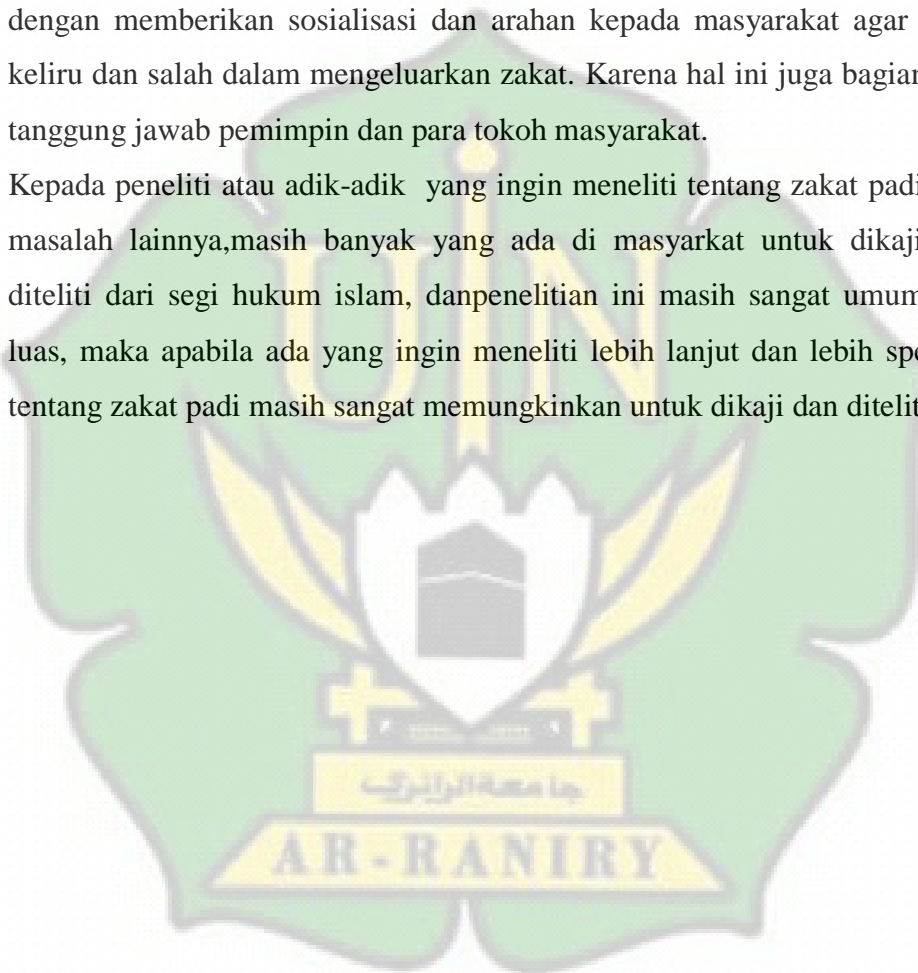 dengan memberikan sosialisasi dan arahan kepada masyarakat agar
keliru dan salah dalam mengeluarkan zakat. Karena hal ini juga bagian
tanggung jawab pemimpin dan para tokoh masyarakat.
Kepada peneliti atau adik-adik yang ingin meneliti tentang zakat padi
masalah lainnya,masih banyak yang ada di masyarkat untuk dikaji
diteliti dari segi hukum islam, danpenelitian ini masih sangat umum
luas, maka apabila ada yang ingin meneliti lebih lanjut dan lebih spe
tentang zakat padi masih sangat memungkinkan untuk dikaji dan ditelit
UIN
جامعة الرانري
AR-RANIRY